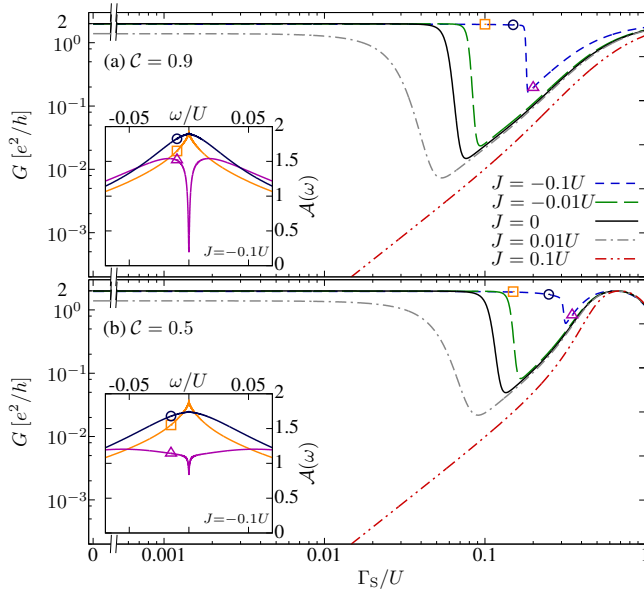 2
10⁰
10⁻¹
10⁻²
10⁻³
G [e²/h]
(a) C = 0.9
-0.05 ω/U 0.05
2
1.5
1
0.5
0
A(ω)
J=−0.1U
J = −0.1U
J = −0.01U
J = 0
J = 0.01U
J = 0.1U
2
10⁰
10⁻¹
10⁻²
10⁻³
G [e²/h]
(b) C = 0.5
-0.05 ω/U 0.05
2
1.5
1
0.5
0
A(ω)
J=−0.1U
0 0.001 0.01 0.1 1
Γ_S/U